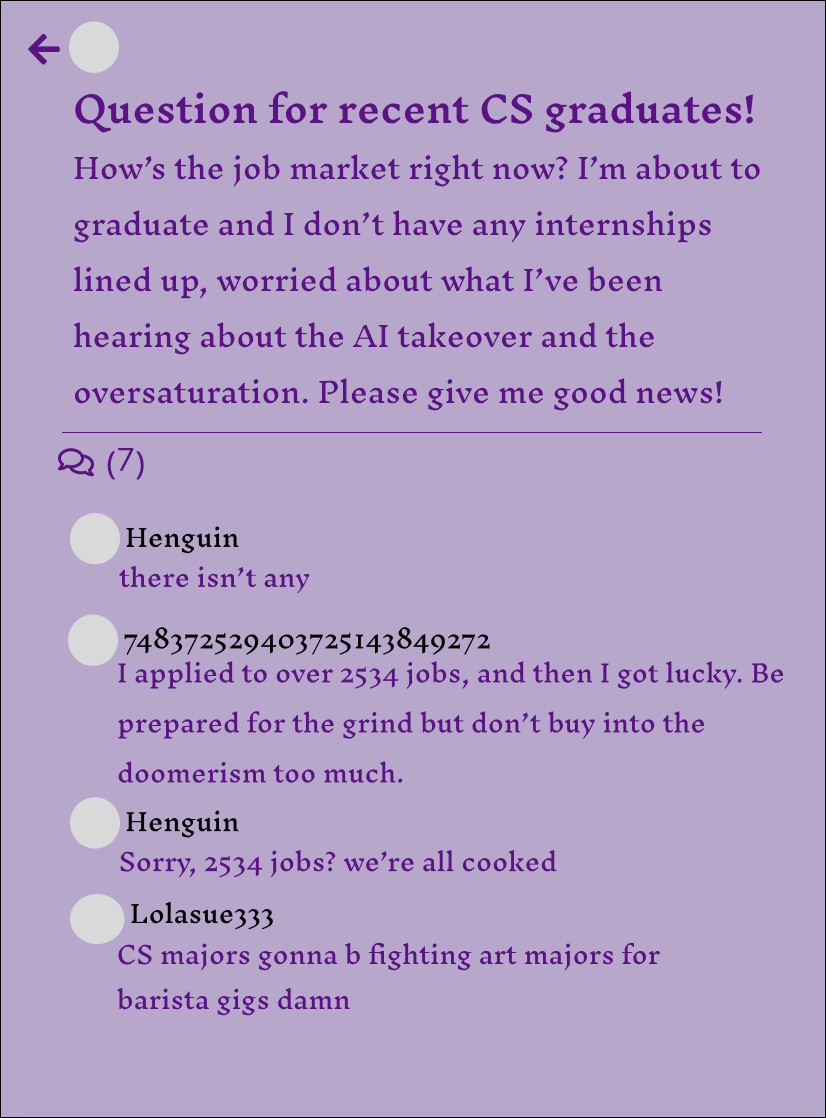 Question for recent CS graduates!
How’s the job market right now? I’m about to
graduate and I don’t have any internships
lined up, worried about what I’ve been
hearing about the AI takeover and the
oversaturation. Please give me good news!
(7)
Henguin
there isn’t any
748372529403725143849272
I applied to over 2534 jobs, and then I got lucky. Be
prepared for the grind but don’t buy into the
doomerism too much.
Henguin
Sorry, 2534 jobs? we’re all cooked
Lolasue333
CS majors gonna b fighting art majors for
barista gigs damn